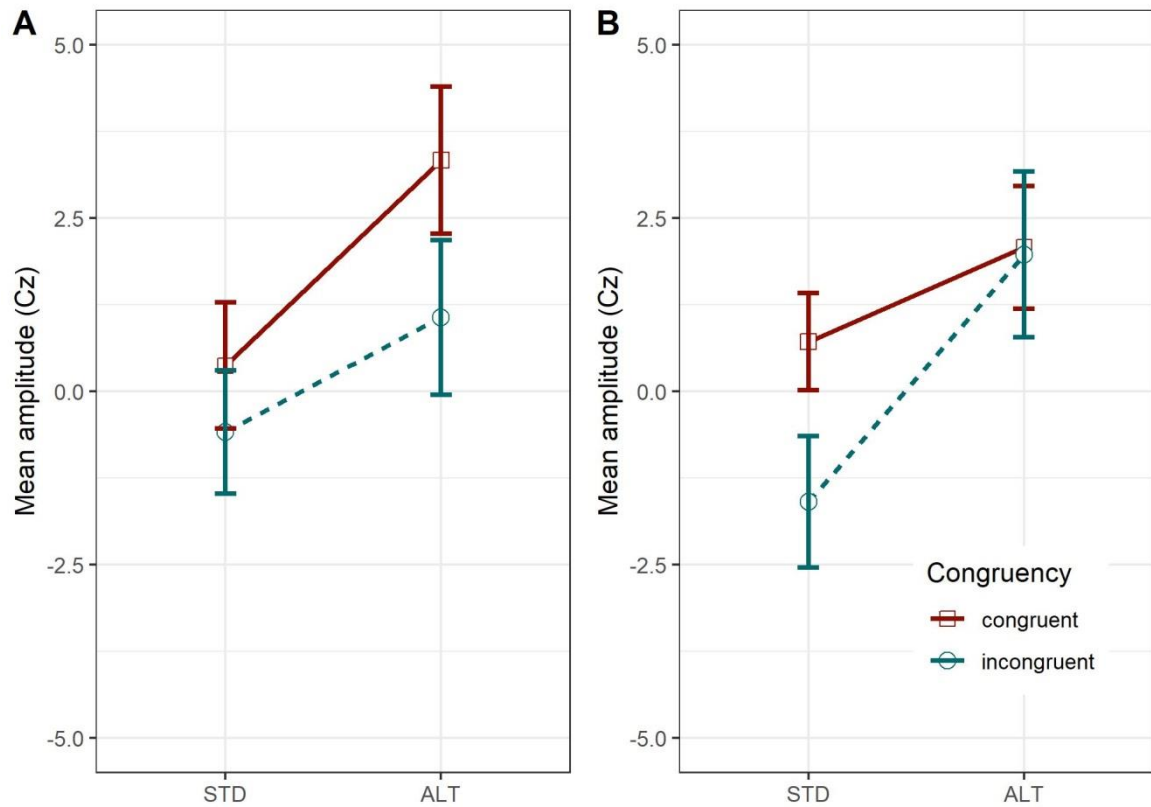 A
Mean amplitude (Cz)
5.0
2.5
0.0
-2.5
-5.0
STD
ALT
B
Mean amplitude (Cz)
5.0
2.5
0.0
-2.5
-5.0
Congruency
congruent
incongruent
STD
ALT